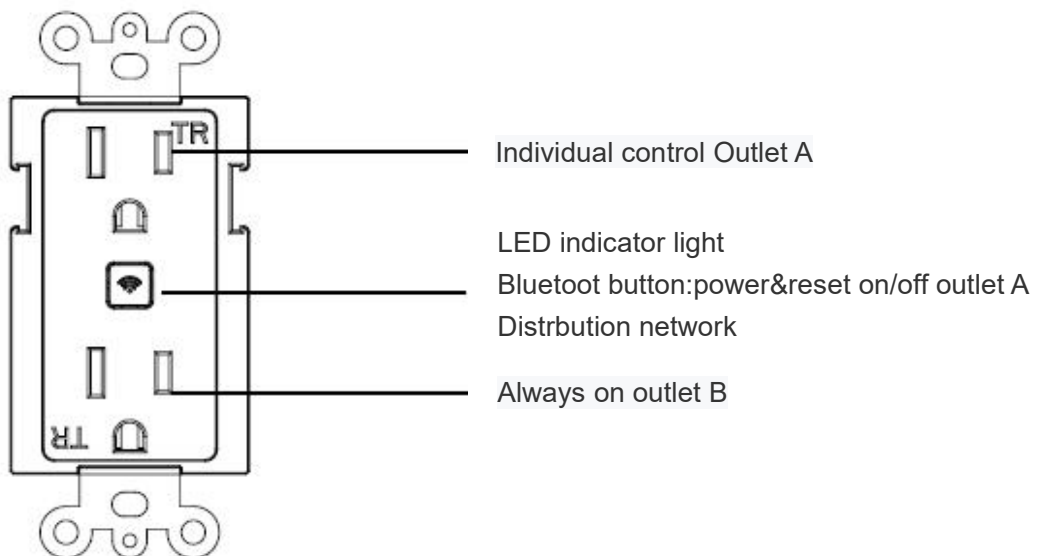 TR
Individual control Outlet A
LED indicator light
Bluetoot button:power&reset on/off outlet A
Distrbution network
Always on outlet B
TR